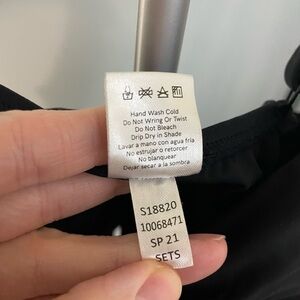 Hand Wash Cold
Do Not Wring Or Twist
Do Not Bleach
Drip Dry in Shade
Lavar a mano con agua fria
No estrujar o retorcer
No blanquear
Dejar secar a la sombra
S18820
10068471
SP 21
SETS